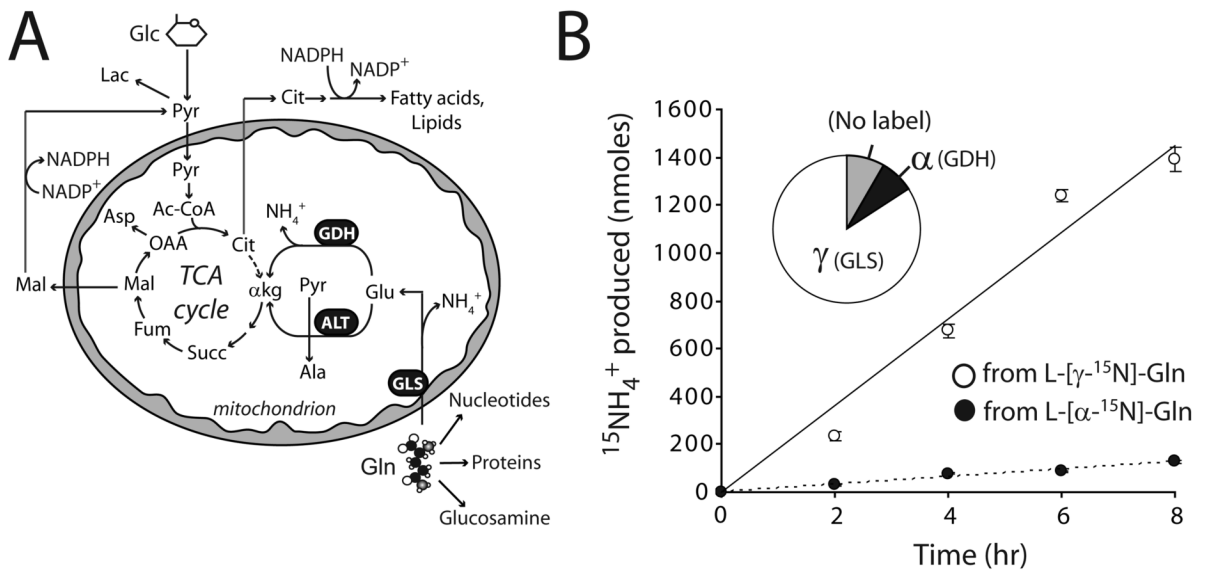 A
Glc
Lac
Pyr
NADPH
NADP+
Cit
Fatty acids,
Lipids
NADPH
NADP+
Pyr
Ac-CoA
Asp
OAA
Cit
NH4+
GDH
TCA
cycle
Mal
Mal
αkg
Pyr
Glu
NH4+
Fum
ALT
Succ
Ala
GLS
mitochondrion
Nucleotides
Gln
Proteins
Glucosamine
B
15NH4+ produced (nmoles)
1600
1400
1200
1000
800
600
400
200
0
(No label)
α (GDH)
γ (GLS)
from L-[γ-15N]-Gln
from L-[α-15N]-Gln
0
2
4
6
8
Time (hr)